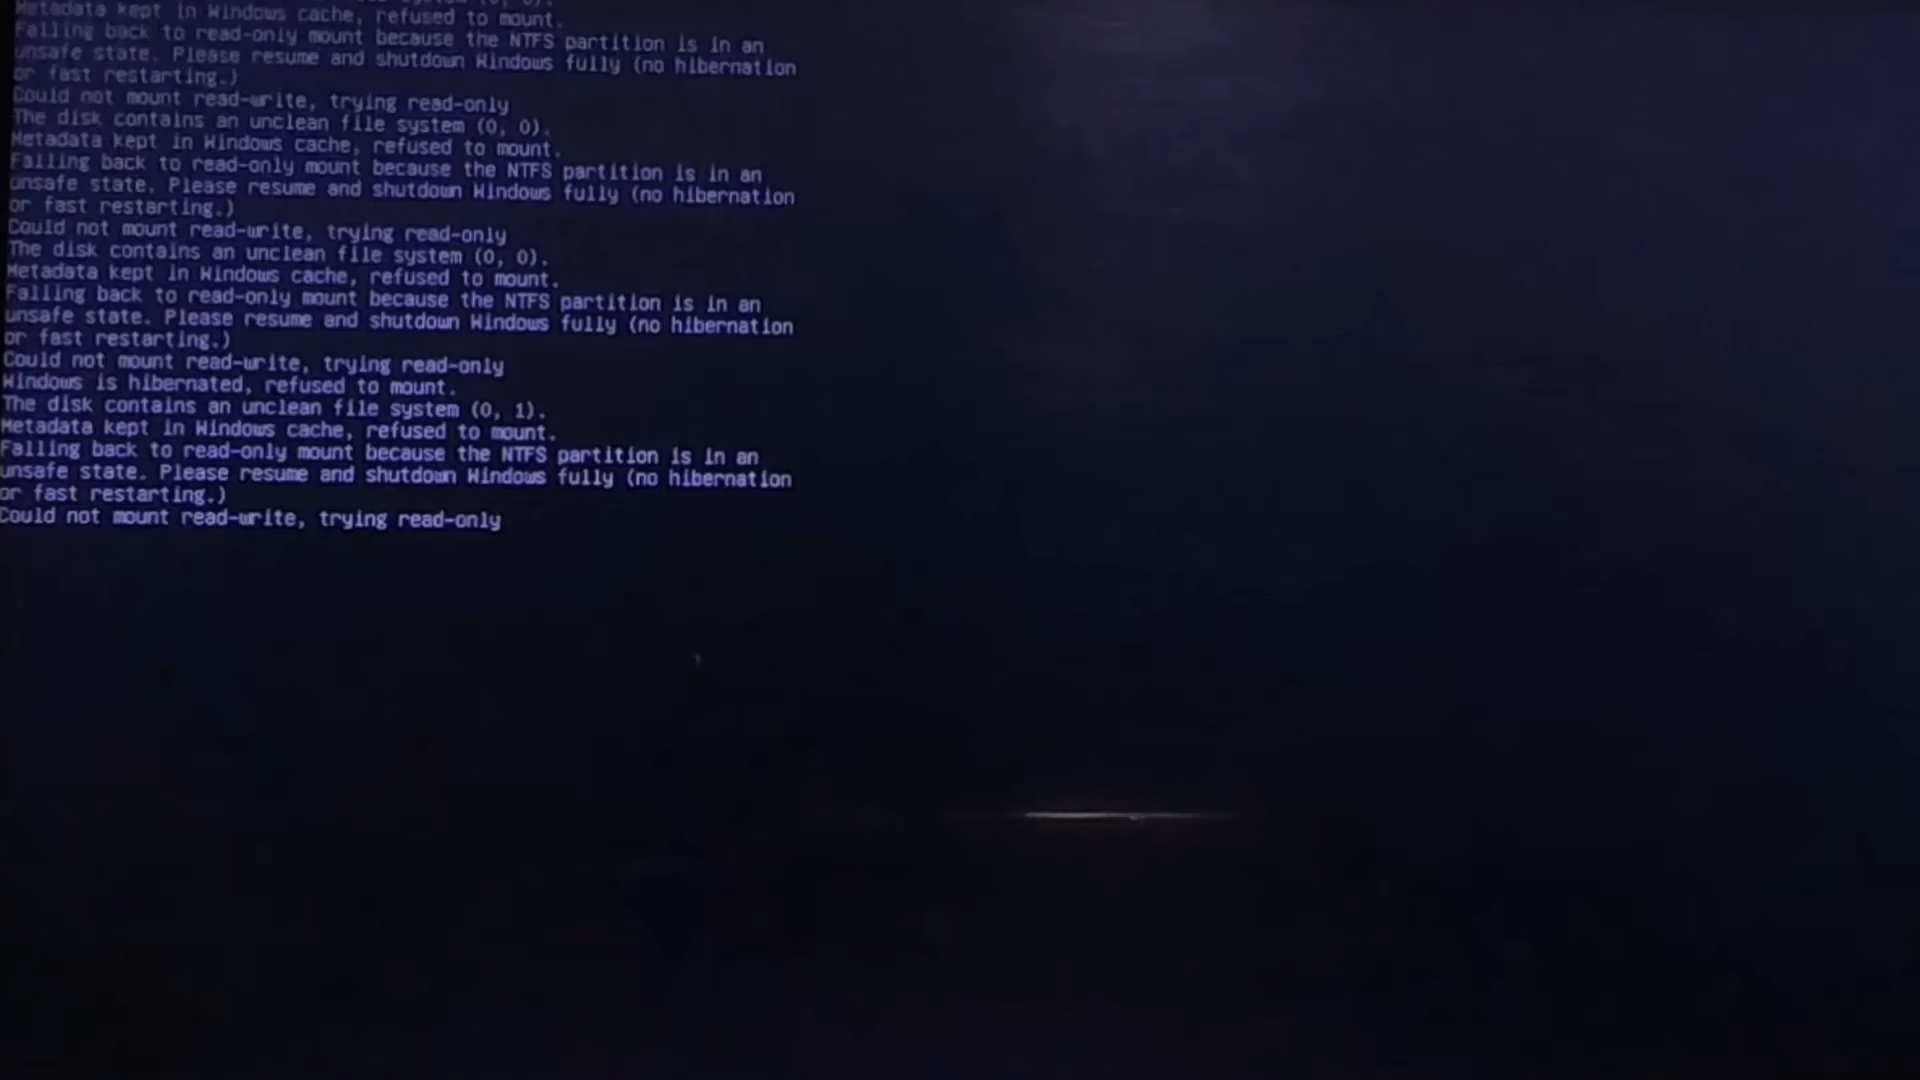 Metadata kept in Windows cache, refused to mount.
Falling back to read-only mount because the NTFS partition is in an
unsafe state. Please resume and shutdown Windows fully (no hibernation
or fast restarting.)
Could not mount read-write, trying read-only
The disk contains an unclean file system (0, 0).
Metadata kept in Windows cache, refused to mount.
Falling back to read-only mount because the NTFS partition is in an
unsafe state. Please resume and shutdown Windows fully (no hibernation
or fast restarting.)
Could not mount read-write, trying read-only
The disk contains an unclean file system (0, 0).
Metadata kept in Windows cache, refused to mount.
Falling back to read-only mount because the NTFS partition is in an
unsafe state. Please resume and shutdown Windows fully (no hibernation
or fast restarting.)
Could not mount read-write, trying read-only
Windows is hibernated, refused to mount.
The disk contains an unclean file system (0, 1).
Metadata kept in Windows cache, refused to mount.
Falling back to read-only mount because the NTFS partition is in an
unsafe state. Please resume and shutdown Windows fully (no hibernation
or fast restarting.)
Could not mount read-write, trying read-only